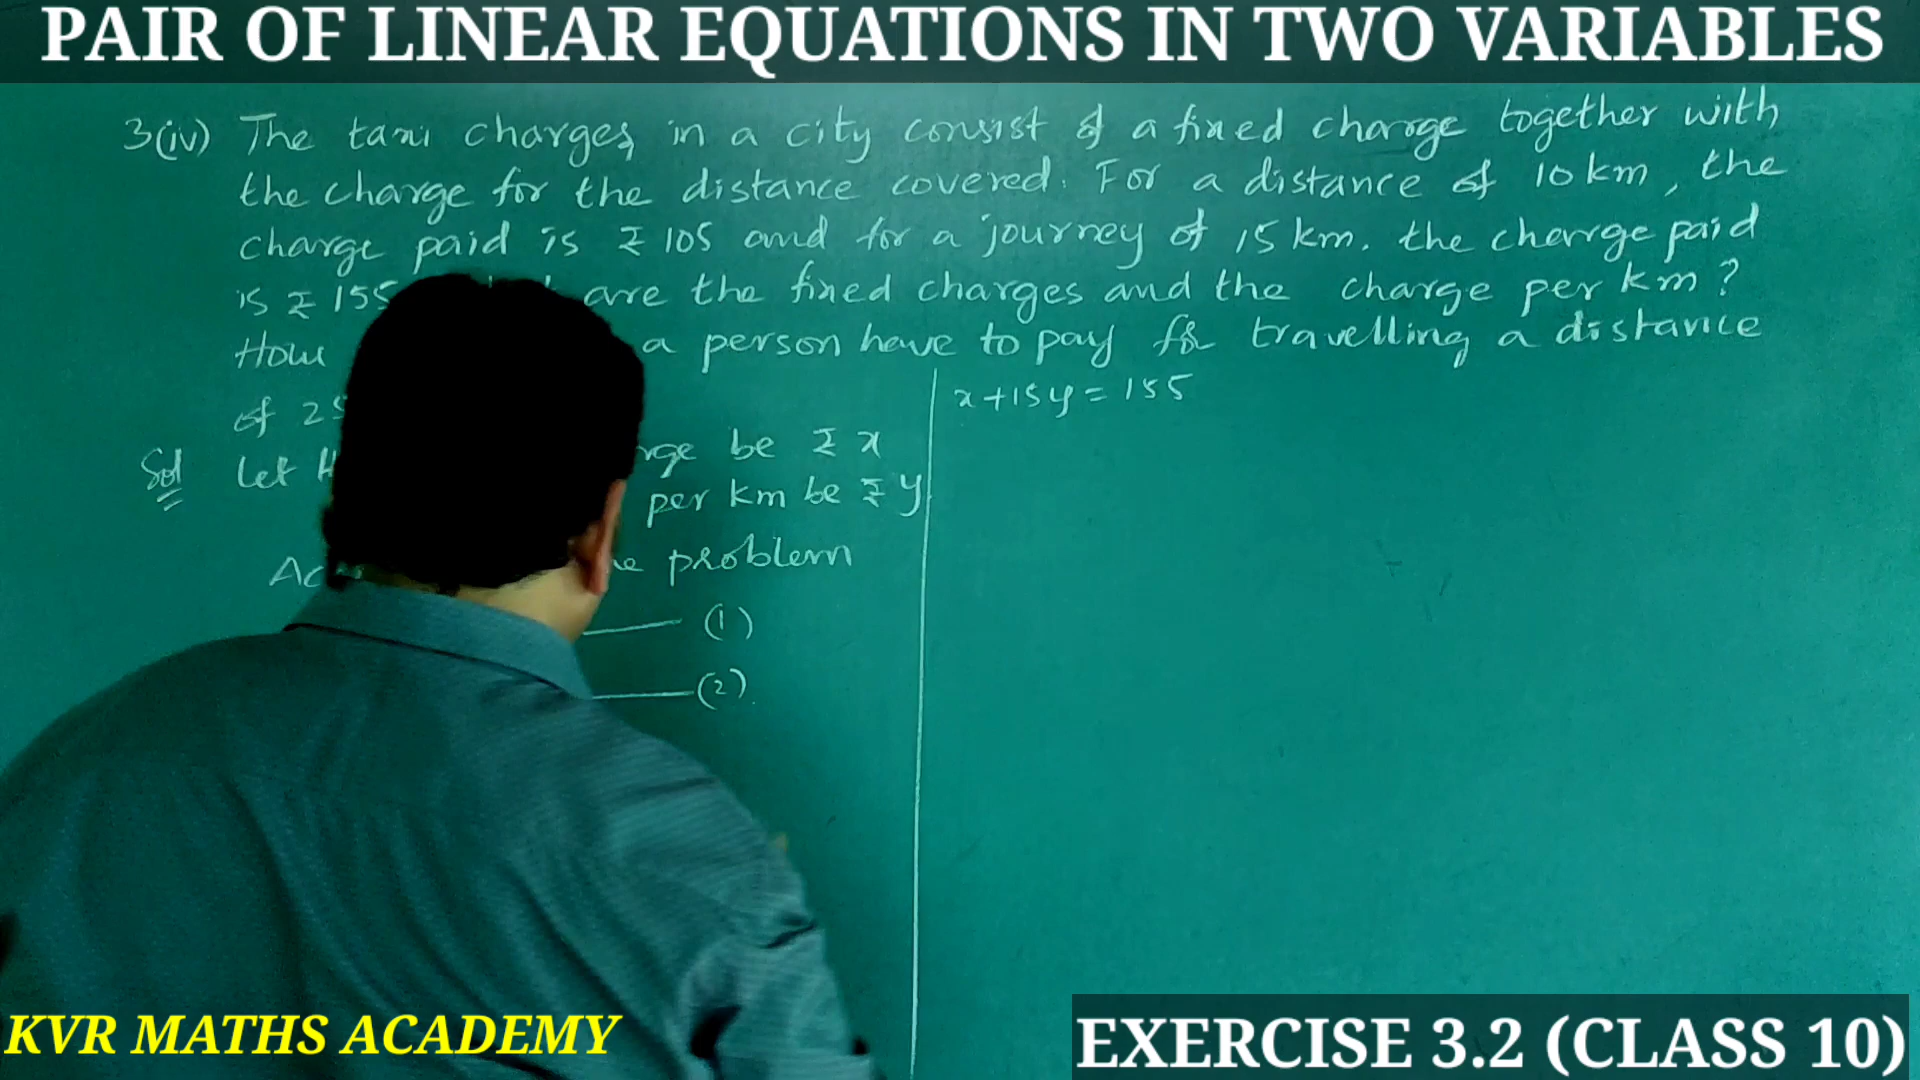 PAIR OF LINEAR EQUATIONS IN TWO VARIABLES
3(iv) The taxi charges in a city consist of a fixed charge together with
the charge for the distance covered. For a distance of 10 km, the
charge paid is ₹ 105 and for a journey of 15 km. the charge paid
is ₹ 155 are the fixed charges and the charge per km?
How a person have to pay for travelling a distance
of 25
Sol Let be ₹ x
per km be ₹ y
problem
(1)
(2)
x + 15y = 155
KVR MATHS ACADEMY
EXERCISE 3.2 (CLASS 10)